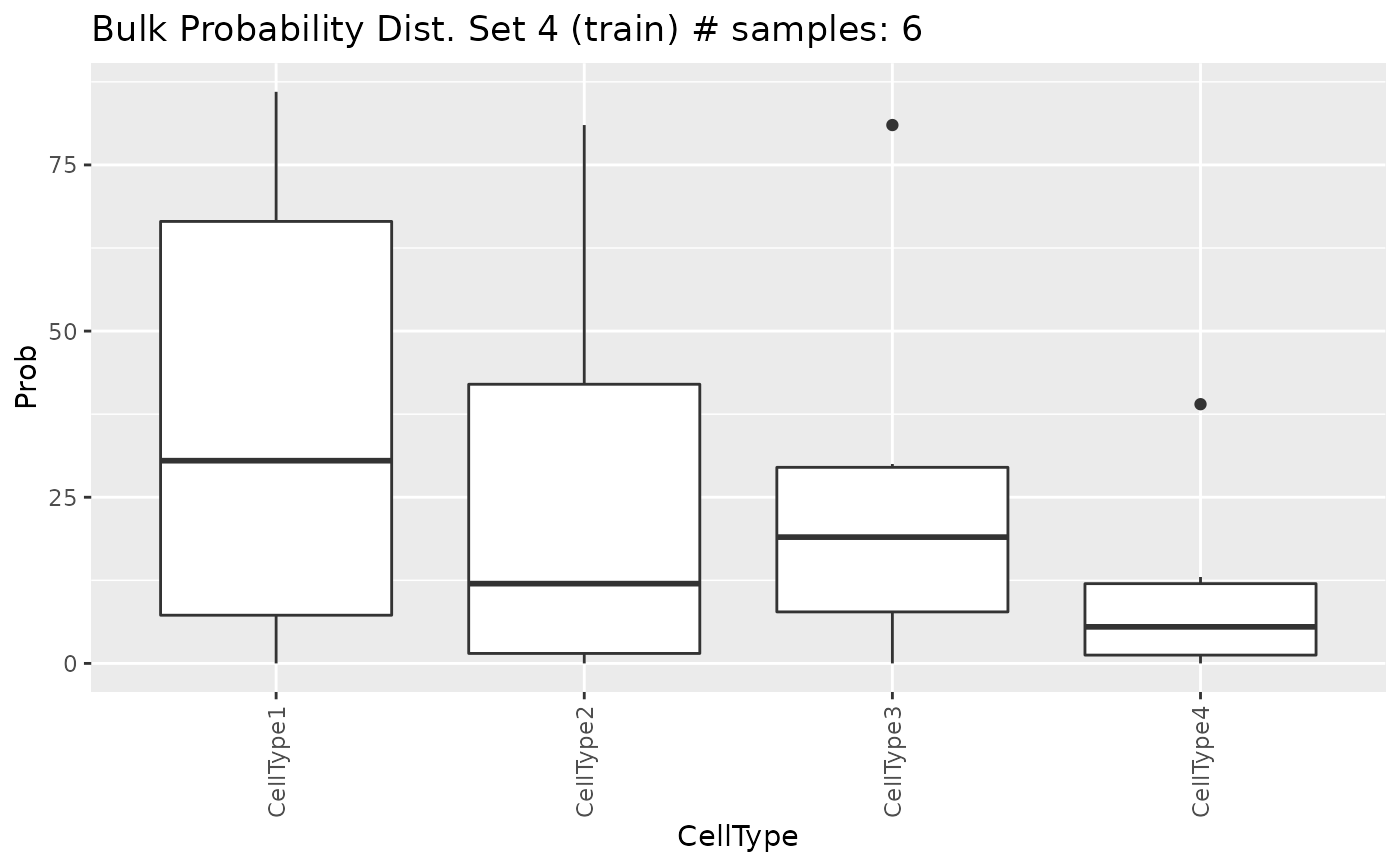 Bulk Probability Dist. Set 4 (train) # samples: 6
Prob
75
50
25
0
CellType1
CellType2
CellType3
CellType4
CellType